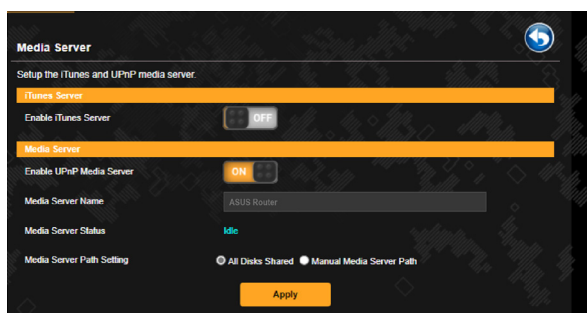 Media Server
Setup the iTunes and UPnP media server.
iTunes Server
Enable iTunes Server OFF
Media Server
Enable UPnP Media Server ON
Media Server Name ASUS Router
Media Server Status Idle
Media Server Path Setting All Disks Shared Manual Media Server Path
Apply